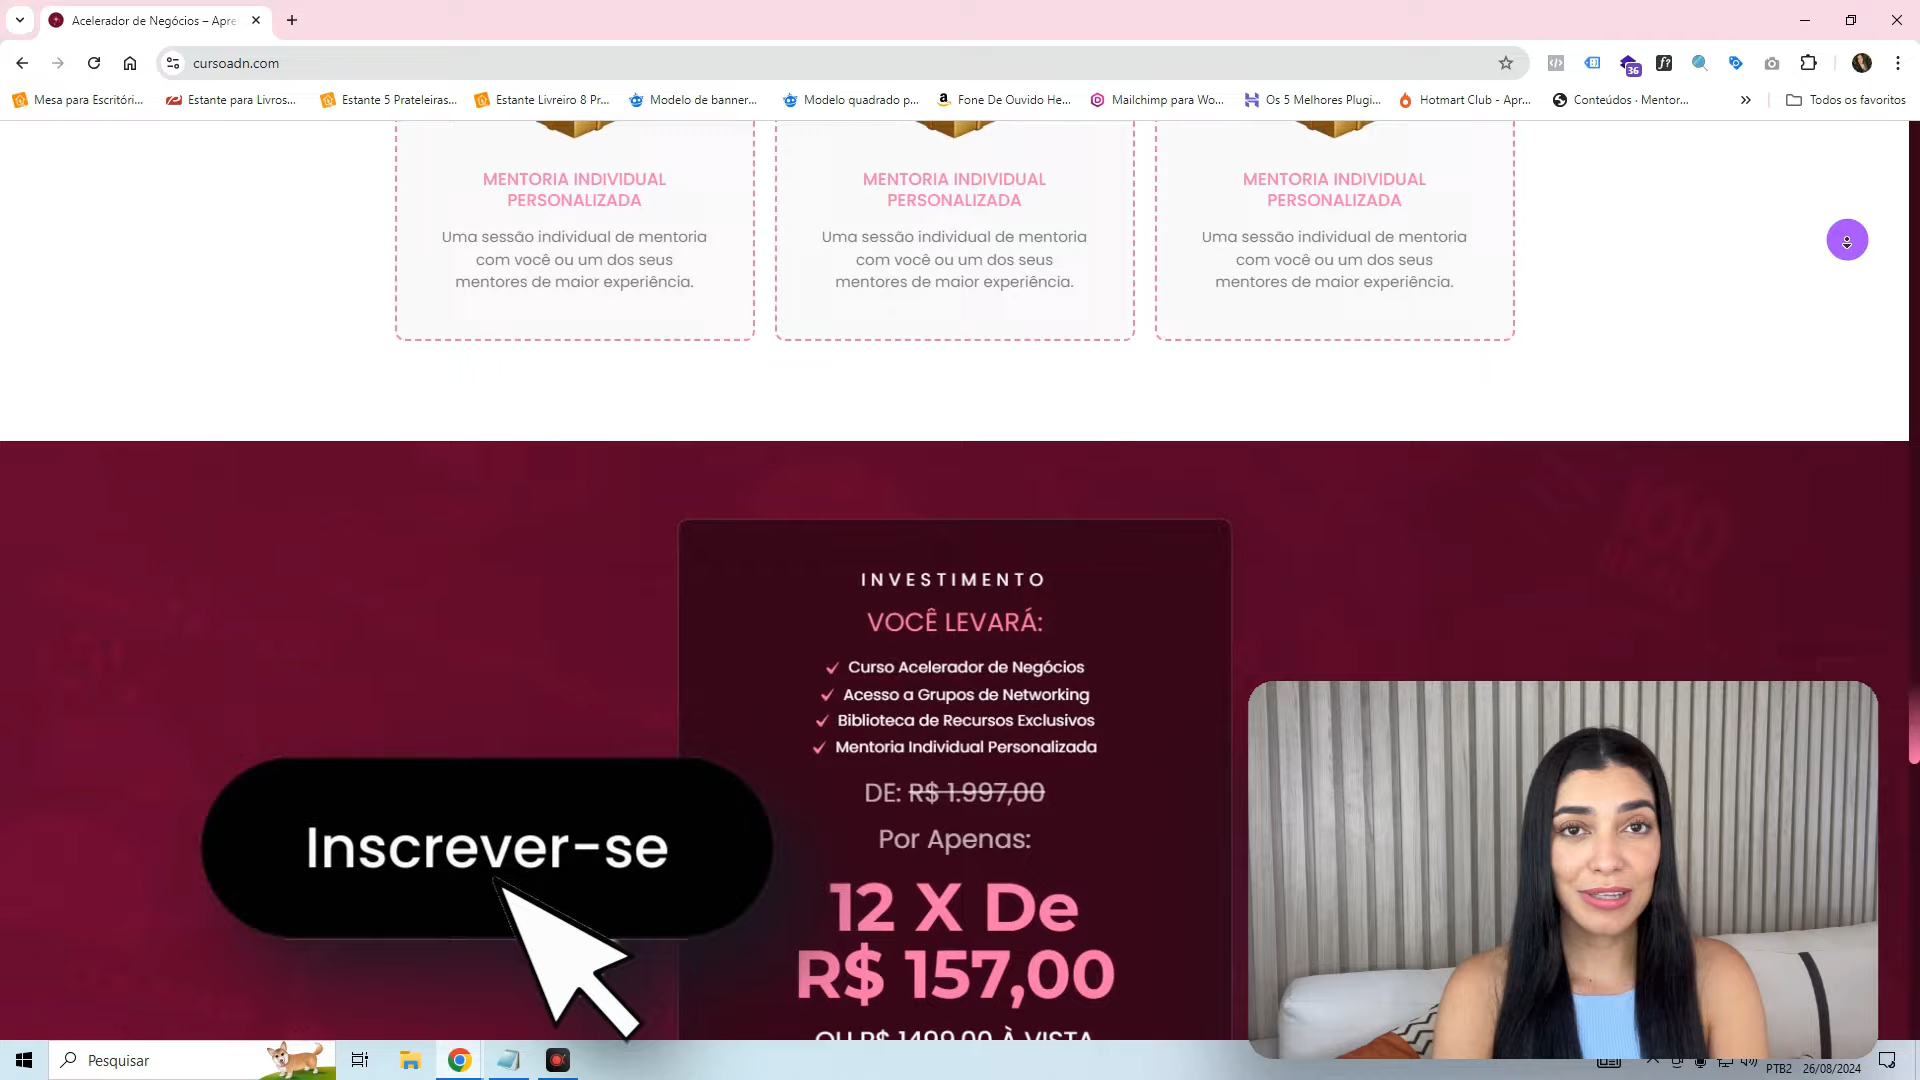 Acelerador de Negócios – Apre
cursoadn.com
36
f?
Mesa para Escritóri...
Estante para Livros...
Estante 5 Prateleiras...
Estante Livreiro 8 Pr...
Modelo de banner...
Modelo quadrado p...
Fone De Ouvido He...
Mailchimp para Wo...
Os 5 Melhores Plugi...
Hotmart Club - Apr...
Conteúdos · Mentor...
Todos os favoritos
MENTORIA INDIVIDUAL
PERSONALIZADA
Uma sessão individual de mentoria
com você ou um dos seus
mentores de maior experiência.
MENTORIA INDIVIDUAL
PERSONALIZADA
Uma sessão individual de mentoria
com você ou um dos seus
mentores de maior experiência.
MENTORIA INDIVIDUAL
PERSONALIZADA
Uma sessão individual de mentoria
com você ou um dos seus
mentores de maior experiência.
INVESTIMENTO
VOCÊ LEVARÁ:
Curso Acelerador de Negócios
Acesso a Grupos de Networking
Biblioteca de Recursos Exclusivos
Mentoria Individual Personalizada
DE: R$ 1.997,00
Por Apenas:
12 X De
R$ 157,00
OU R$ 1499,00 À VISTA
Inscrever-se
Pesquisar
PTB2
26/08/2024